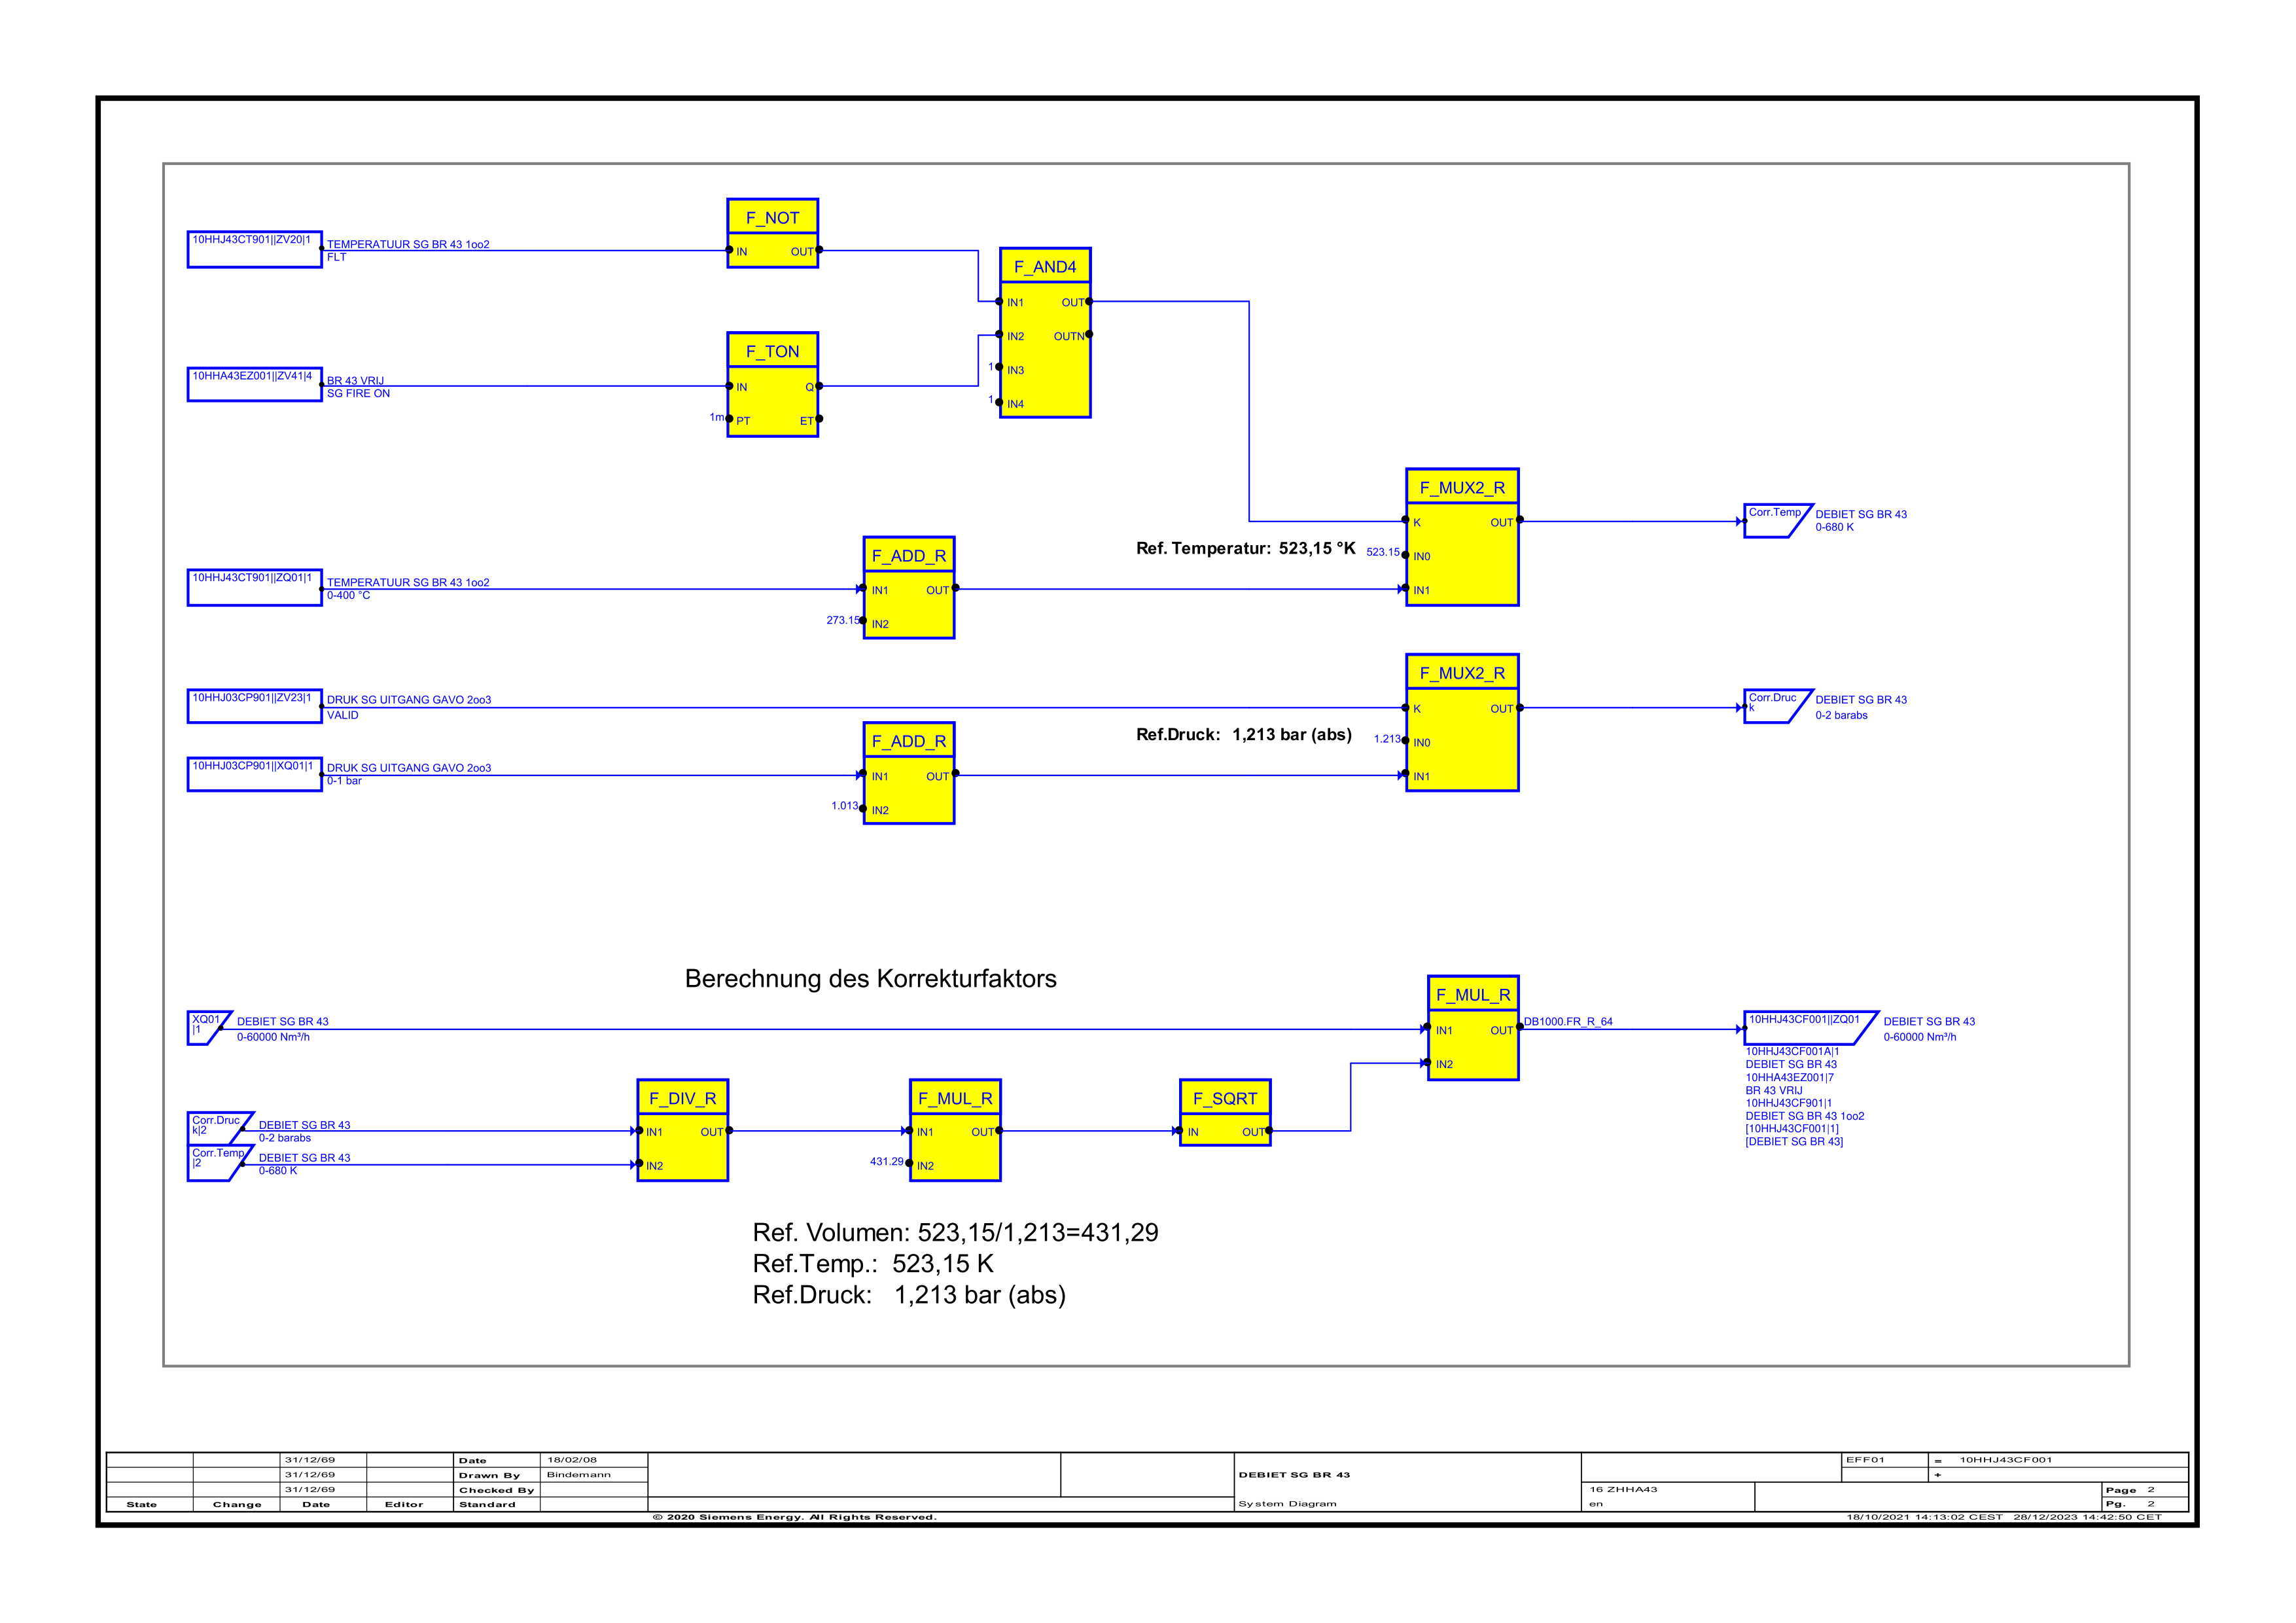 F_NOT
10HHJ43CT901||ZV20|1
TEMPERATUUR SG BR 43 1oo2
FLT
IN OUT
F_AND4
IN1 OUT
IN2 OUTN
1 IN3
1 IN4
F_TON
10HHA43EZ001||ZV41|4
BR 43 VRIJ
SG FIRE ON
IN Q
1m PT ET
F_MUX2_R
K OUT
Ref. Temperatur: 523,15 °K
523.15 IN0
IN1
Corr.Temp
DEBIET SG BR 43
0-680 K
F_ADD_R
10HHJ43CT901||ZQ01|1
TEMPERATUUR SG BR 43 1oo2
0-400 °C
IN1 OUT
273.15 IN2
F_MUX2_R
10HHJ03CP901||ZV23|1
DRUK SG UITGANG GAVO 2oo3
VALID
K OUT
Ref.Druck: 1,213 bar (abs)
1.213 IN0
IN1
Corr.Druc
k
DEBIET SG BR 43
0-2 barabs
F_ADD_R
10HHJ03CP901||XQ01|1
DRUK SG UITGANG GAVO 2oo3
0-1 bar
IN1 OUT
1.013 IN2
Berechnung des Korrekturfaktors
F_MUL_R
XQ01
|1
DEBIET SG BR 43
0-60000 Nm³/h
IN1 OUT
IN2
DB1000.FR_R_64
10HHJ43CF001||ZQ01
DEBIET SG BR 43
0-60000 Nm³/h
10HHJ43CF001A|1
DEBIET SG BR 43
10HHA43EZ001|7
BR 43 VRIJ
10HHJ43CF901|1
DEBIET SG BR 43 1oo2
[10HHJ43CF001|1]
[DEBIET SG BR 43]
F_DIV_R
F_MUL_R
F_SQRT
Corr.Druc
k|2
DEBIET SG BR 43
0-2 barabs
Corr.Temp
|2
DEBIET SG BR 43
0-680 K
IN1 OUT
IN2
IN1 OUT
431.29 IN2
IN OUT
Ref. Volumen: 523,15/1,213=431,29
Ref.Temp.: 523,15 K
Ref.Druck: 1,213 bar (abs)
31/12/69 Date 18/02/08
31/12/69 Drawn By Bindemann
31/12/69 Checked By
State Change Date Editor Standard
DEBIET SG BR 43
System Diagram
16 ZHHA43
en
EFF01 = 10HHJ43CF001
+
Page 2
Pg. 2
© 2020 Siemens Energy. All Rights Reserved.
18/10/2021 14:13:02 CEST 28/12/2023 14:42:50 CET